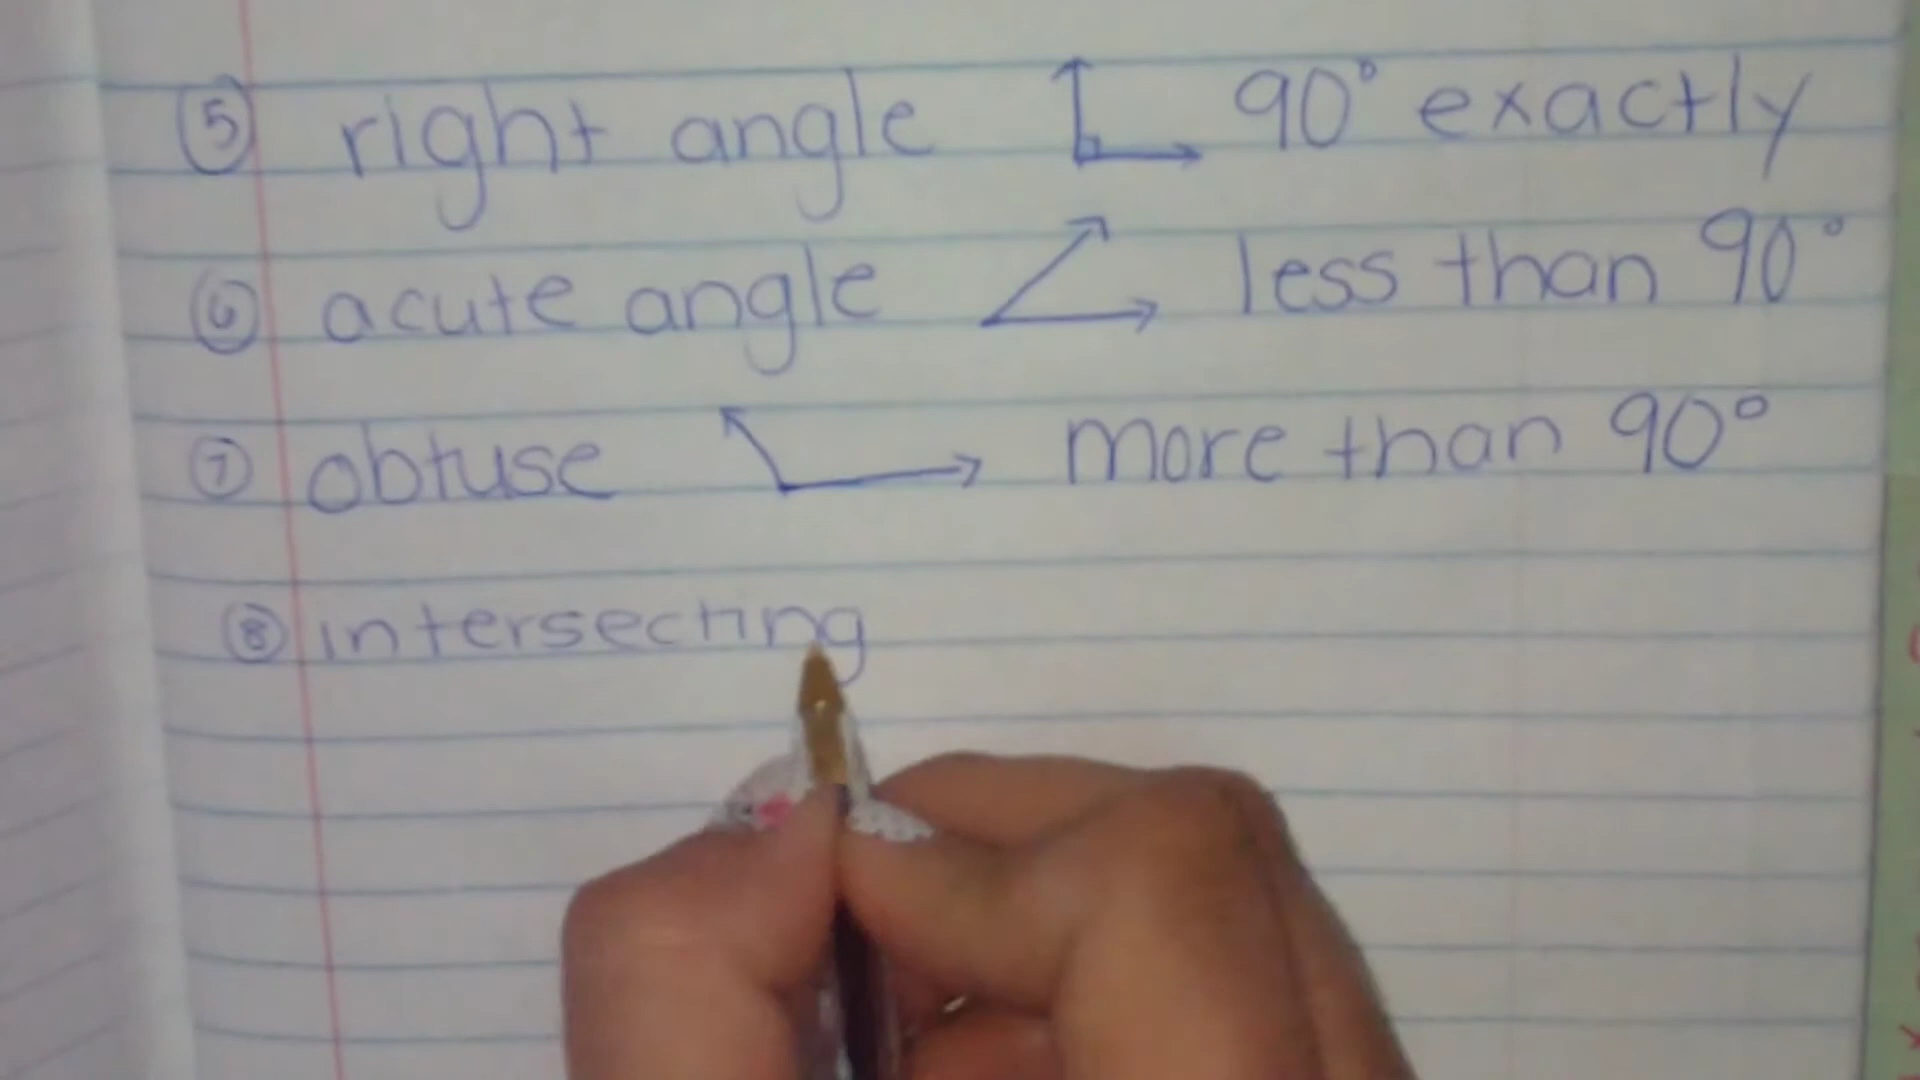 ⑤ right angle 90° exactly
⑥ acute angle less than 90°
⑦ obtuse more than 90°
⑧ intersecting